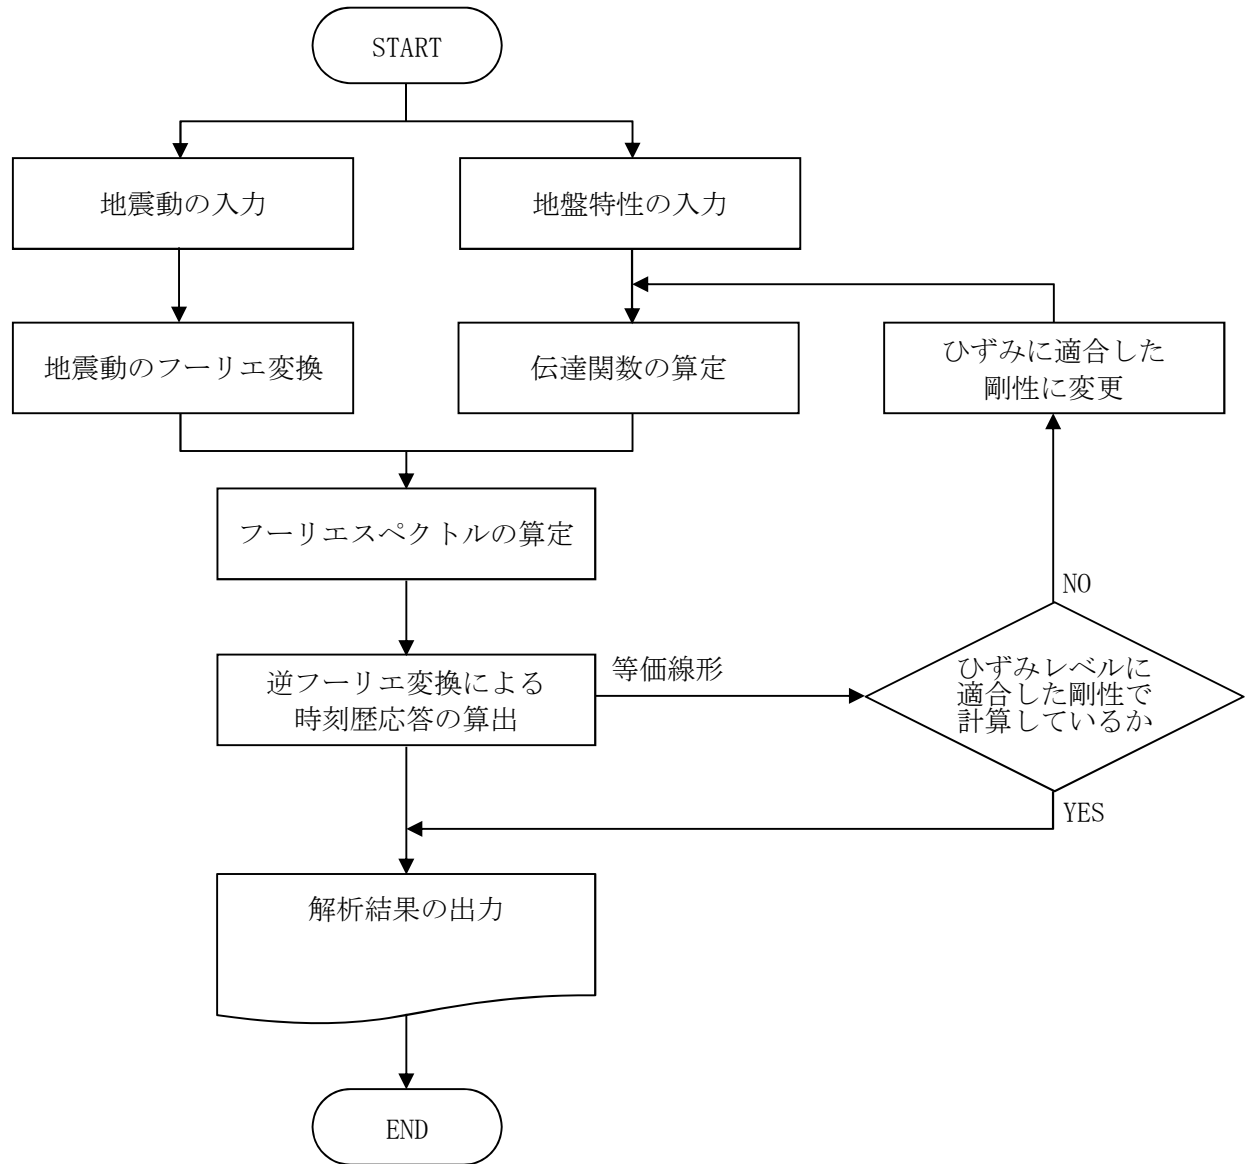 START
地震動の入力
地盤特性の入力
地震動のフーリエ変換
伝達関数の算定
ひずみに適合した
剛性に変更
フーリエスペクトルの算定
NO
逆フーリエ変換による
時刻歴応答の算出
等価線形
ひずみレベルに
適合した剛性で
計算しているか
YES
解析結果の出力
END